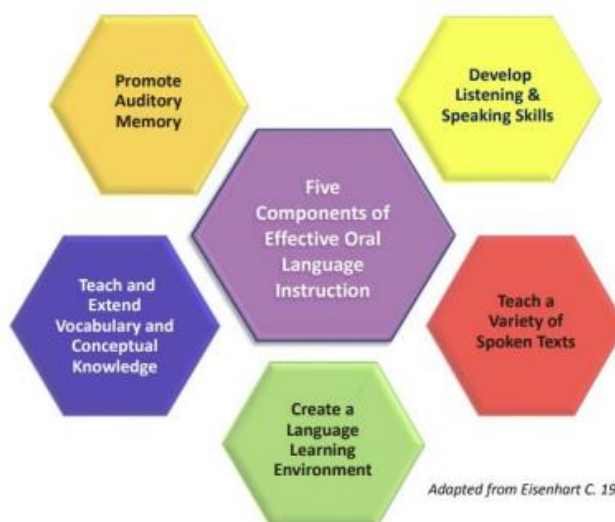 Promote
Auditory
Memory
Develop
Listening &
Speaking Skills
Five
Components of
Effective Oral
Language
Instruction
Teach and
Extend
Vocabulary and
Conceptual
Knowledge
Teach a
Variety of
Spoken Texts
Create a
Language
Learning
Environment
Adapted from Eisenhart C. 19